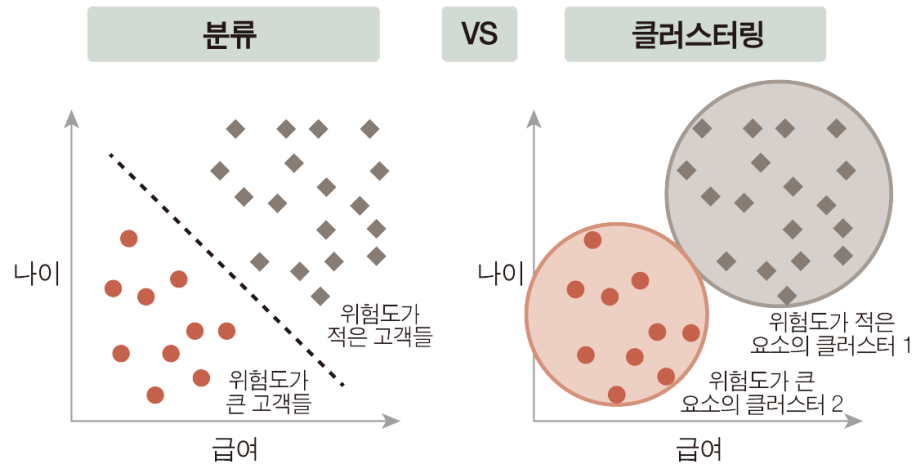 분류
VS
클러스터링
나이
위험도가
적은 고객들
위험도가
큰 고객들
급여
나이
위험도가 적은
요소의 클러스터 1
위험도가 큰
요소의 클러스터 2
급여